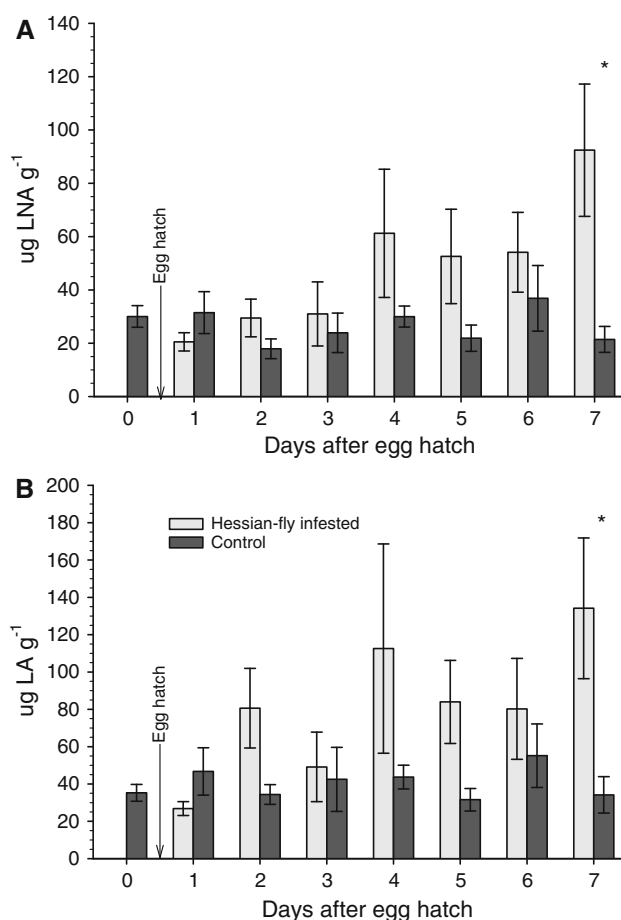 A
140
120
100
80
60
40
20
0
ug LNA g⁻¹
Egg hatch
*
0 1 2 3 4 5 6 7
Days after egg hatch
B
200
180
160
140
120
100
80
60
40
20
0
ug LA g⁻¹
Hessian-fly infested
Control
Egg hatch
*
0 1 2 3 4 5 6 7
Days after egg hatch